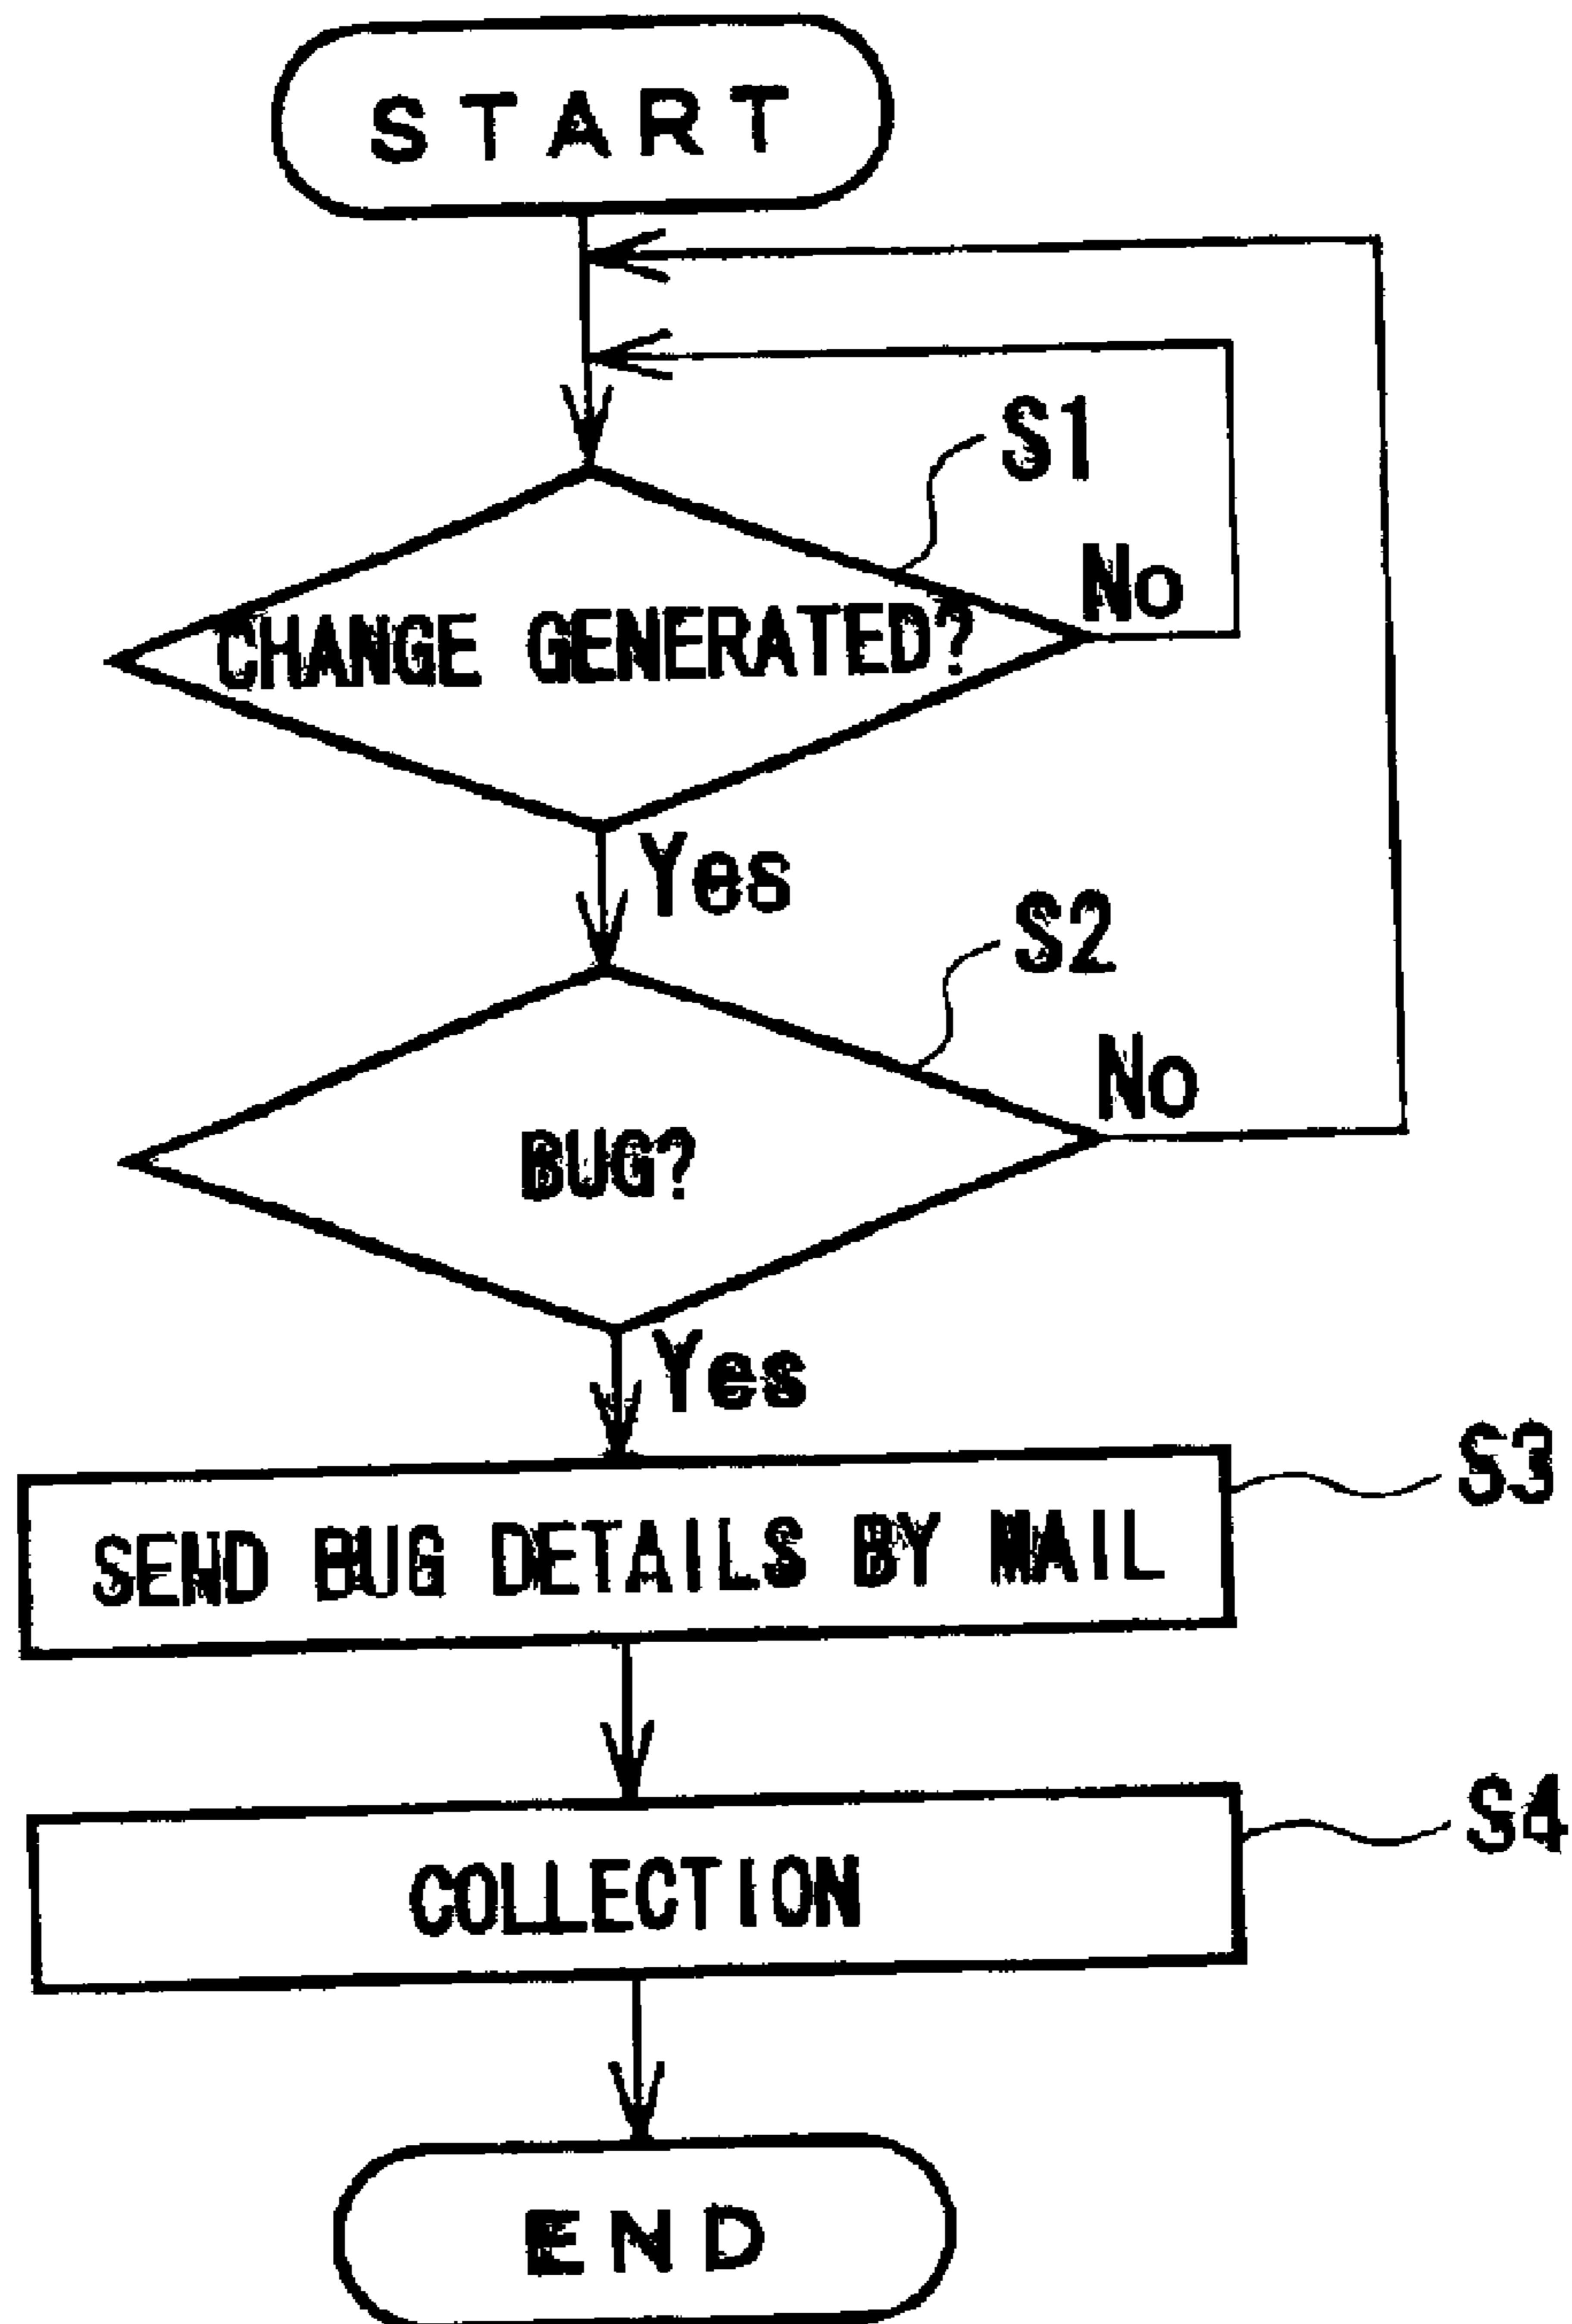 START
S1
No
CHANGE GENERATED?
Yes
S2
No
BUG?
Yes
S3
SEND BUG DETAILS BY MAIL
S4
COLLECTION
END